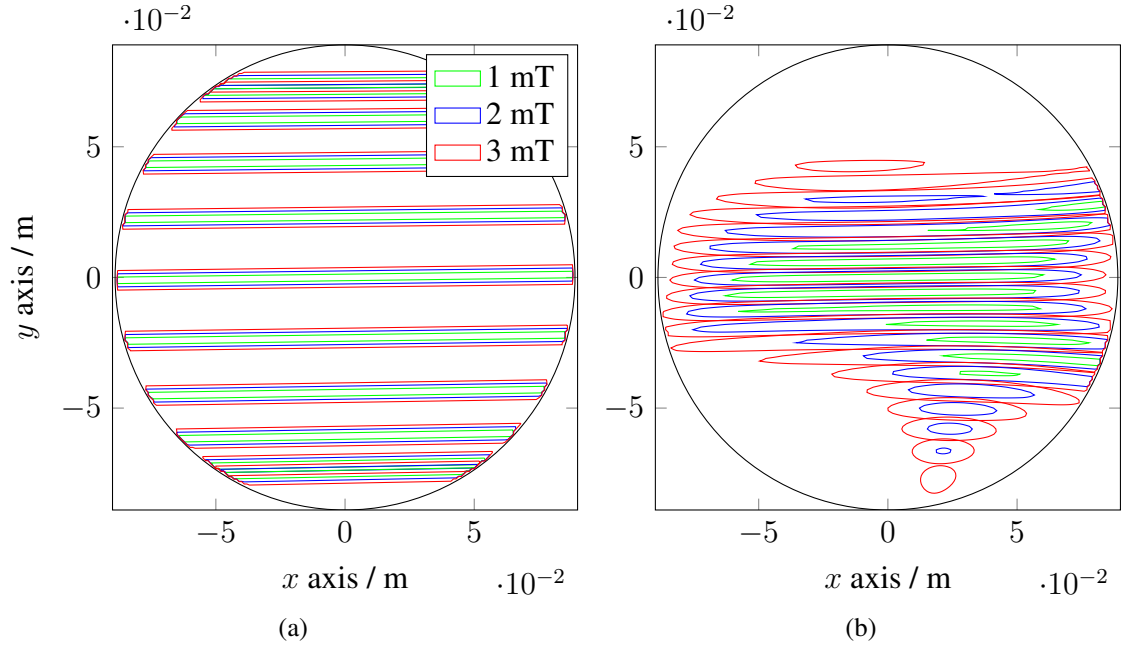 ·10⁻² ·10⁻²
1 mT
2 mT
3 mT
5 5
0 0
−5 −5
y axis / m
−5 0 5 −5 0 5
x axis / m ·10⁻² x axis / m ·10⁻²
(a) (b)